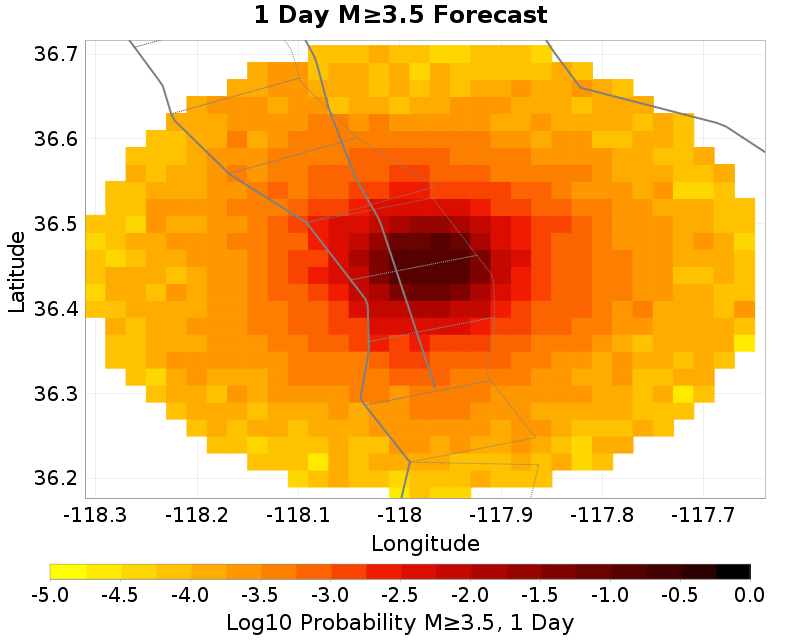 1 Day M≥3.5 Forecast
36.7
36.6
36.5
36.4
36.3
36.2
Latitude
-118.3 -118.2 -118.1 -118 -117.9 -117.8 -117.7
Longitude
-5.0 -4.5 -4.0 -3.5 -3.0 -2.5 -2.0 -1.5 -1.0 -0.5 0.0
Log10 Probability M≥3.5, 1 Day